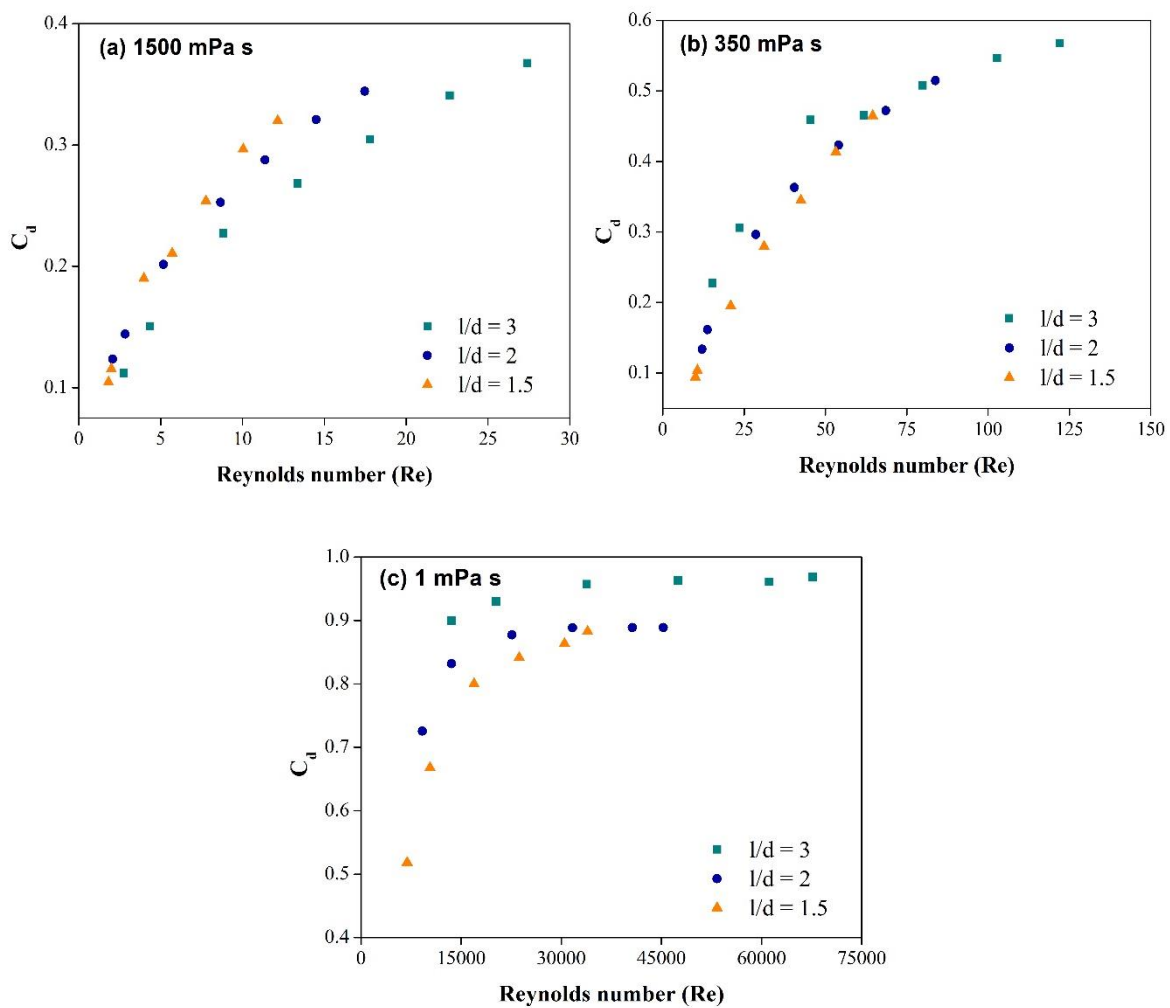 (a) 1500 mPa s
0.4
0.3
0.2
0.1
C_d
l/d = 3
l/d = 2
l/d = 1.5
0 5 10 15 20 25 30
Reynolds number (Re)
(b) 350 mPa s
0.6
0.5
0.4
0.3
0.2
0.1
C_d
l/d = 3
l/d = 2
l/d = 1.5
0 25 50 75 100 125 150
Reynolds number (Re)
(c) 1 mPa s
1.0
0.9
0.8
0.7
0.6
0.5
0.4
C_d
l/d = 3
l/d = 2
l/d = 1.5
15000 30000 45000 60000 75000
Reynolds number (Re)